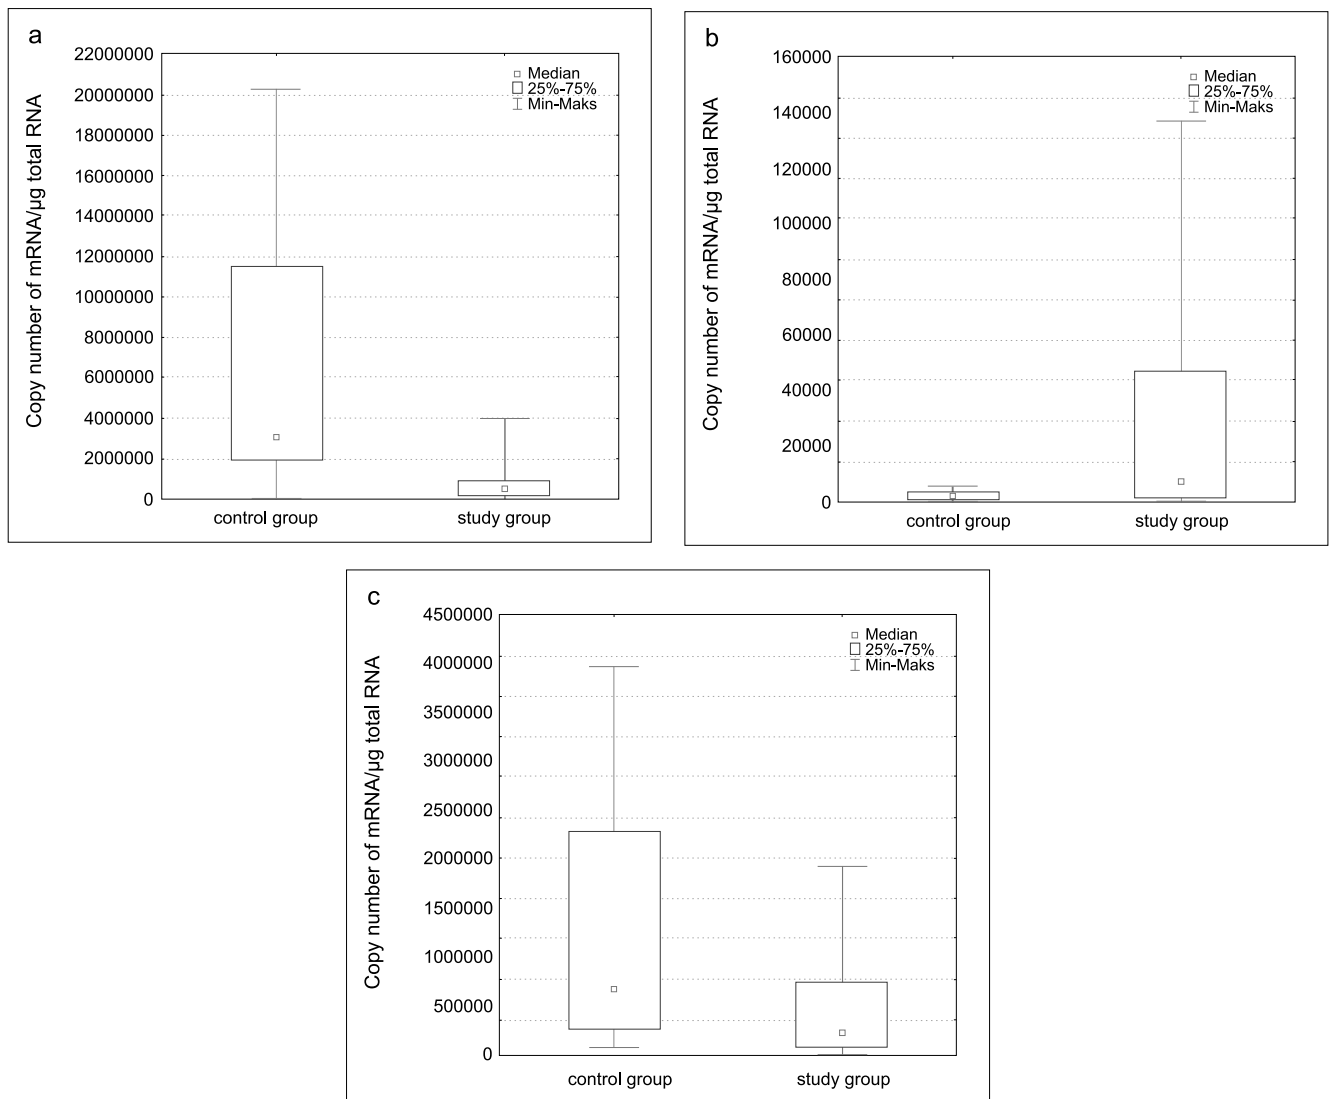 a
Copy number of mRNA/µg total RNA
22000000
20000000
18000000
16000000
14000000
12000000
10000000
8000000
6000000
4000000
2000000
0
Median
25%-75%
Min-Maks
control group
study group
b
Copy number of mRNA/µg total RNA
160000
140000
120000
100000
80000
60000
40000
20000
0
Median
25%-75%
Min-Maks
control group
study group
c
Copy number of mRNA/µg total RNA
4500000
4000000
3500000
3000000
2500000
2000000
1500000
1000000
500000
0
Median
25%-75%
Min-Maks
control group
study group